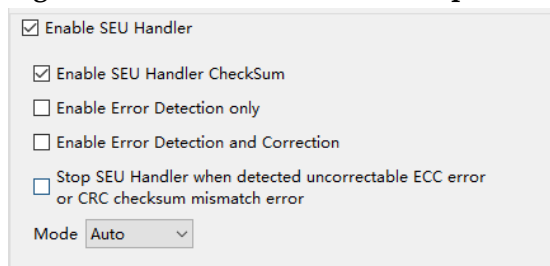 Enable SEU Handler
Enable SEU Handler CheckSum
Enable Error Detection only
Enable Error Detection and Correction
Stop SEU Handler when detected uncorrectable ECC error
or CRC checksum mismatch error
Mode Auto